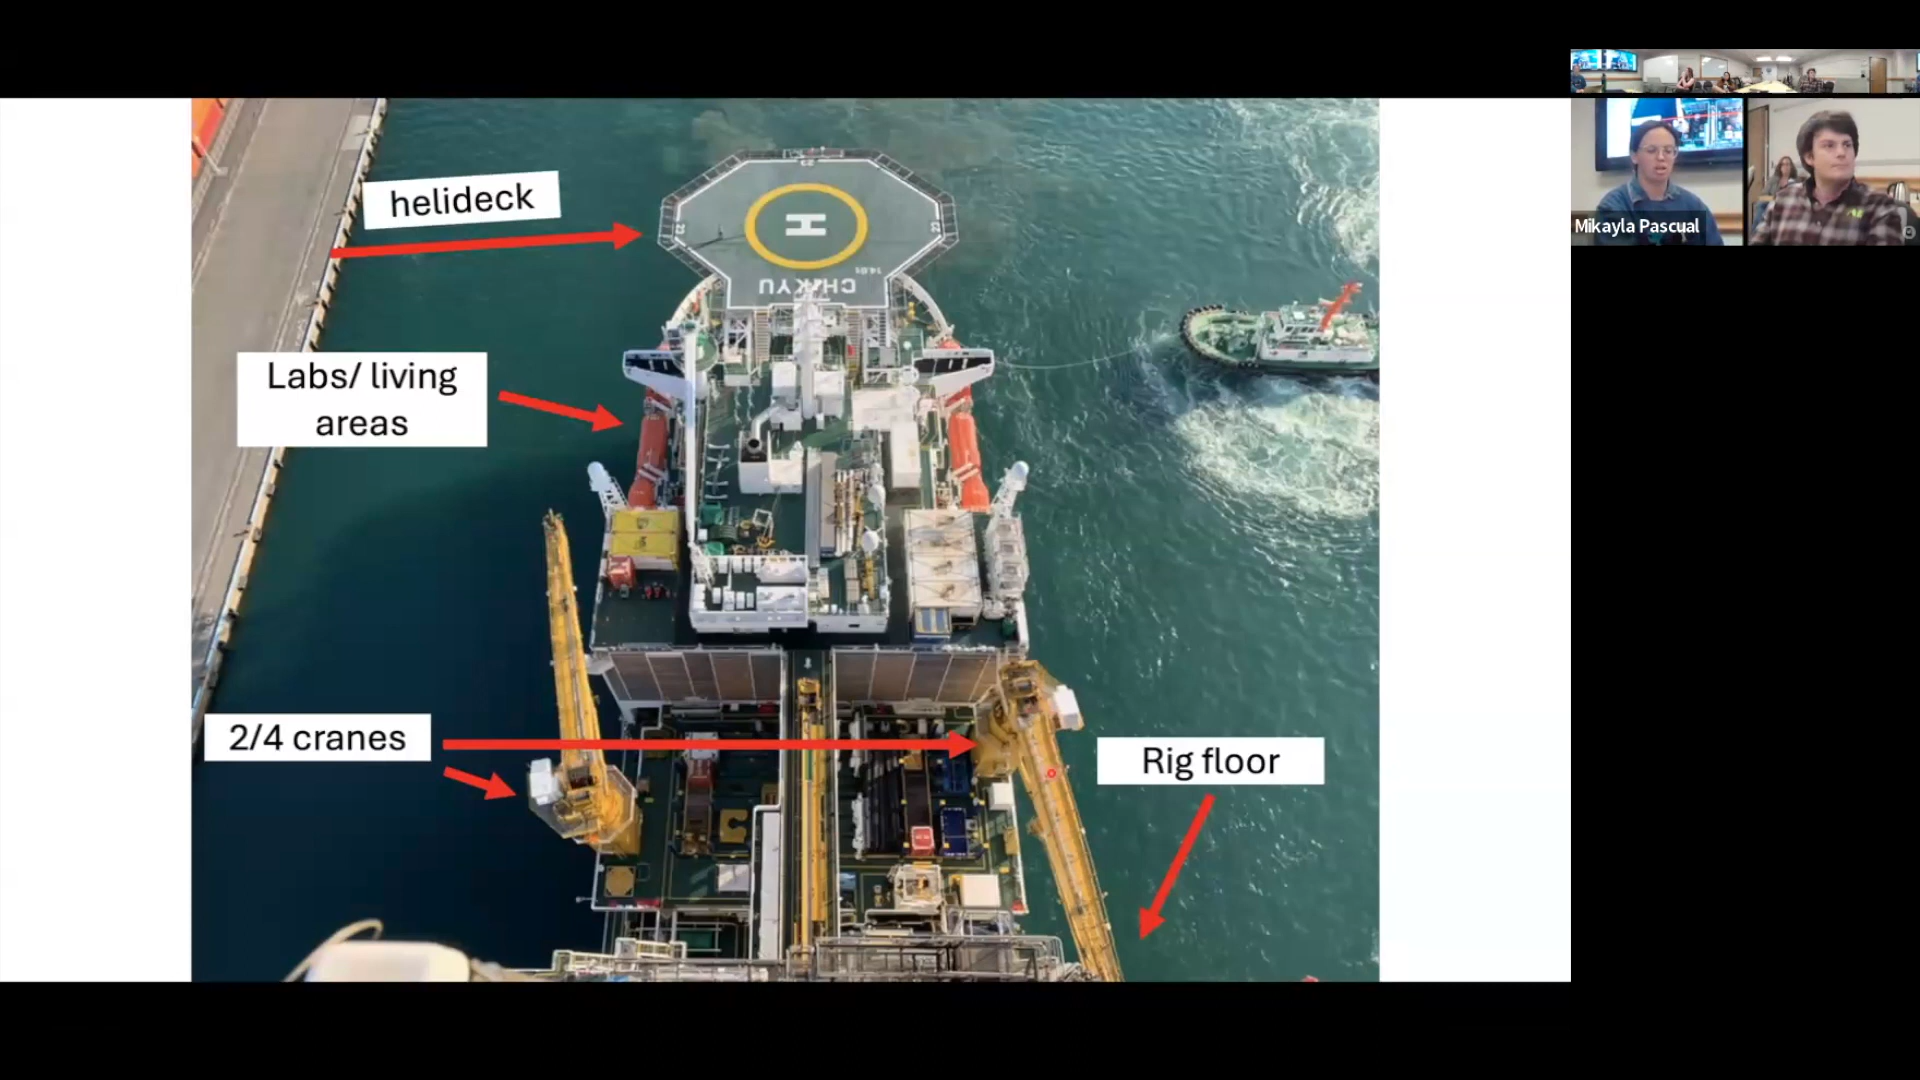 helideck
H
CHIKYU
Labs/ living
areas
2/4 cranes
Rig floor
Mikayla Pascual